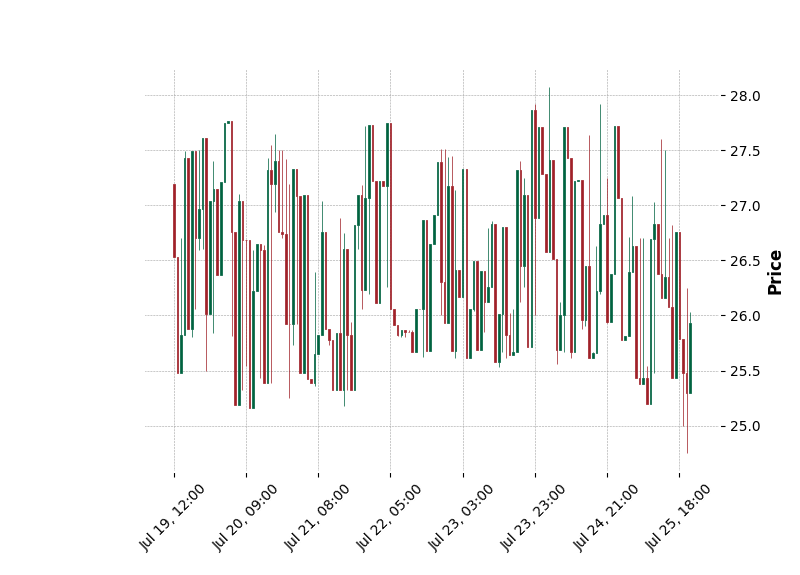 28.0
27.5
27.0
26.5
26.0
25.5
25.0
Price
Jul 19, 12:00
Jul 20, 09:00
Jul 21, 08:00
Jul 22, 05:00
Jul 23, 03:00
Jul 23, 23:00
Jul 24, 21:00
Jul 25, 18:00